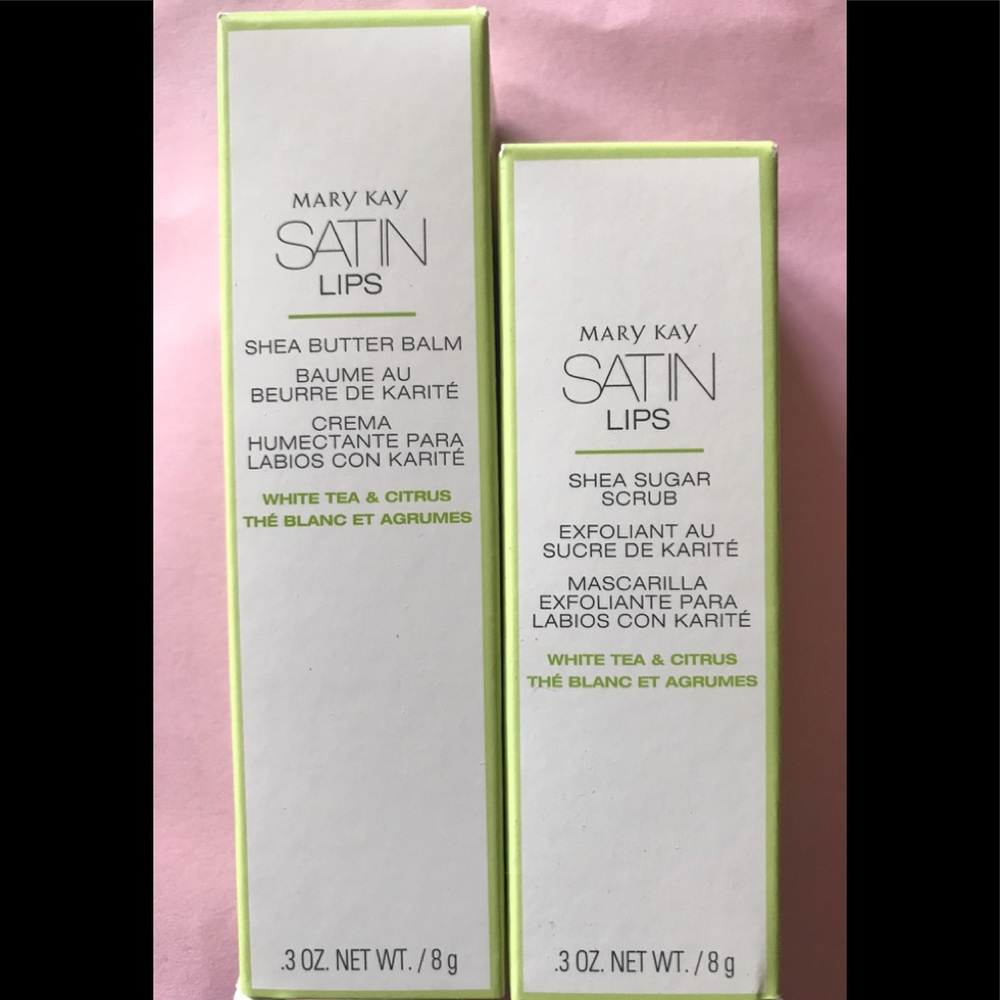 MARY KAY
SATIN
LIPS
SHEA BUTTER BALM
BAUME AU
BEURRE DE KARITÉ
CREMA
HUMECTANTE PARA
LABIOS CON KARITÉ
WHITE TEA & CITRUS
THÉ BLANC ET AGRUMES
.3 OZ. NET WT. / 8 g
MARY KAY
SATIN
LIPS
SHEA SUGAR
SCRUB
EXFOLIANT AU
SUCRE DE KARITÉ
MASCARILLA
EXFOLIANTE PARA
LABIOS CON KARITÉ
WHITE TEA & CITRUS
THÉ BLANC ET AGRUMES
.3 OZ. NET WT. / 8 g